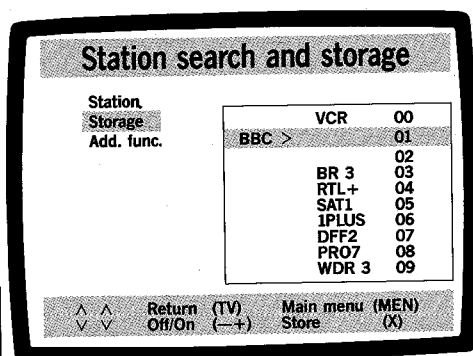 Station search and storage
Station
Storage
Add. func.
VCR 00
BBC > 01
02
BR 3 03
RTL+ 04
SAT1 05
1PLUS 06
DFF2 07
PRO7 08
WDR 3 09
∧ ∧ Return (TV) Main menu (MEN)
∨ ∨ Off/On (—+) Store (X)